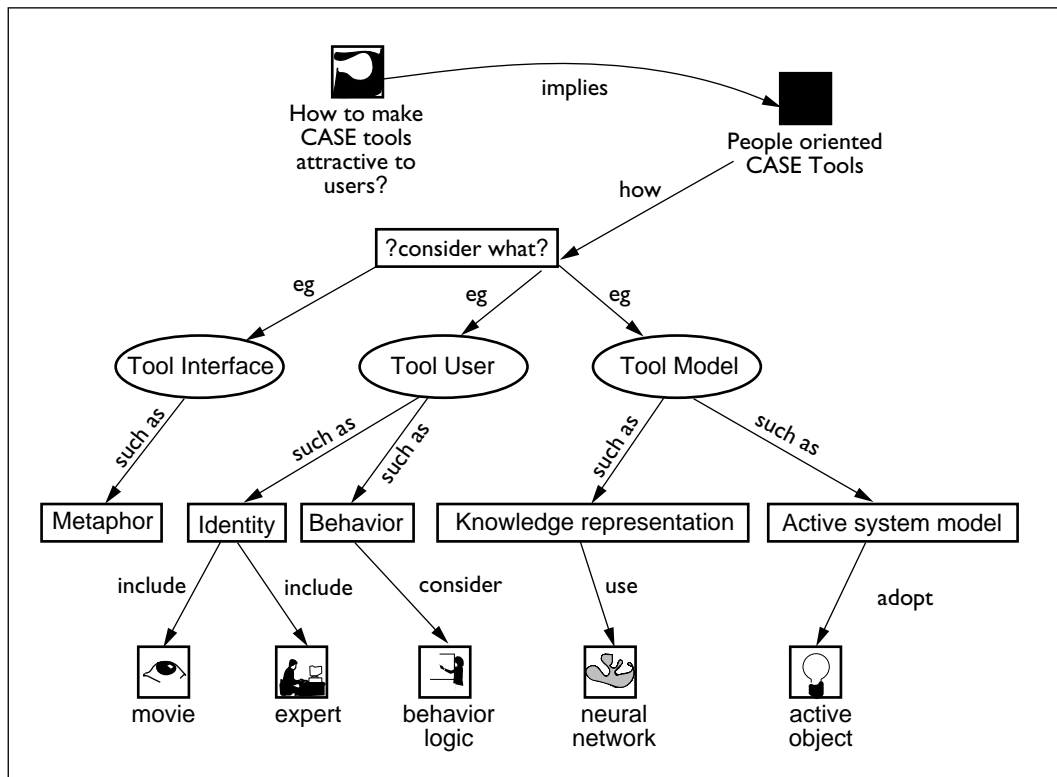 implies
How to make
CASE tools
attractive to
users?
People oriented
CASE Tools
how
?consider what?
eg
eg
eg
Tool Interface
Tool User
Tool Model
such as
such as
such as
such as
such as
Metaphor
Identity
Behavior
Knowledge representation
Active system model
include
include
consider
use
adopt
movie
expert
behavior
logic
neural
network
active
object